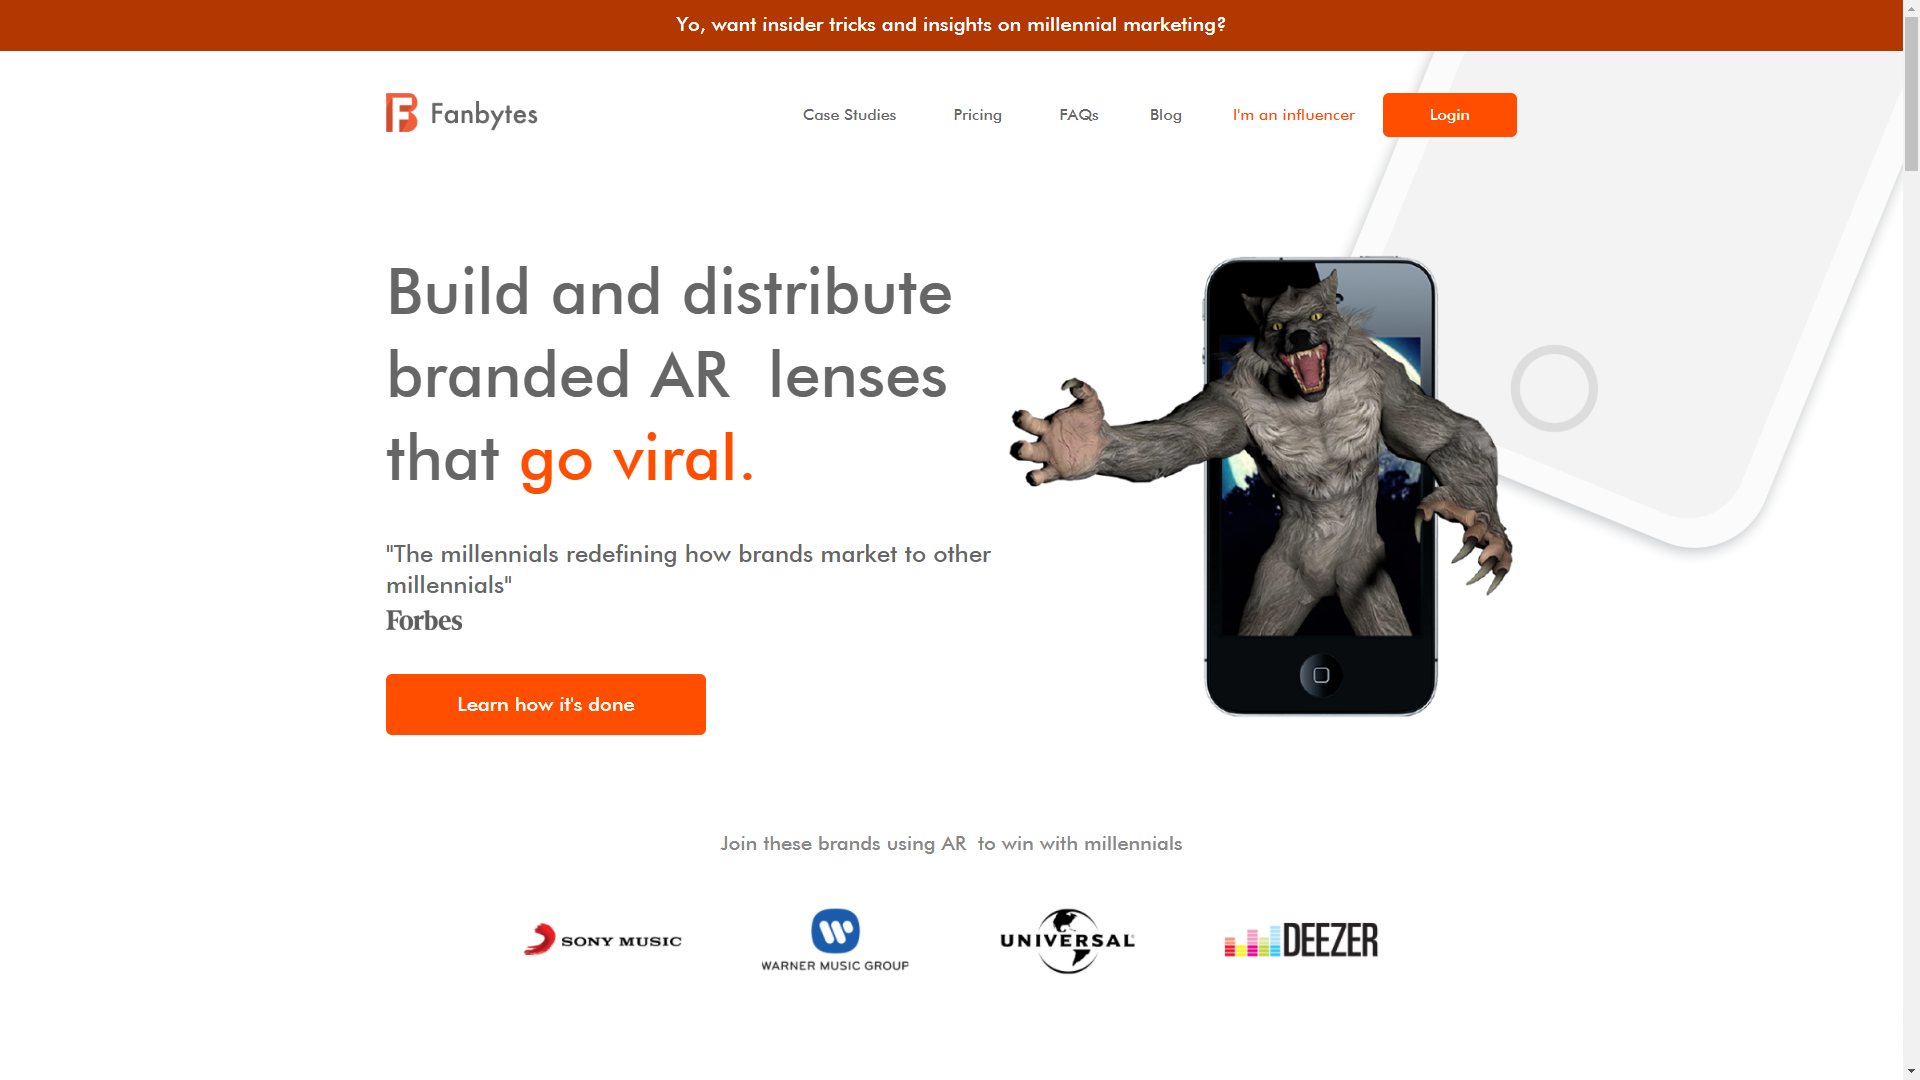 Yo, want insider tricks and insights on millennial marketing?
Fanbytes
Case Studies
Pricing
FAQs
Blog
I'm an influencer
Login
Build and distribute
branded AR lenses
that go viral.
"The millennials redefining how brands market to other
millennials"
Forbes
Learn how it's done
Join these brands using AR to win with millennials
SONY MUSIC
WARNER MUSIC GROUP
UNIVERSAL
DEEZER